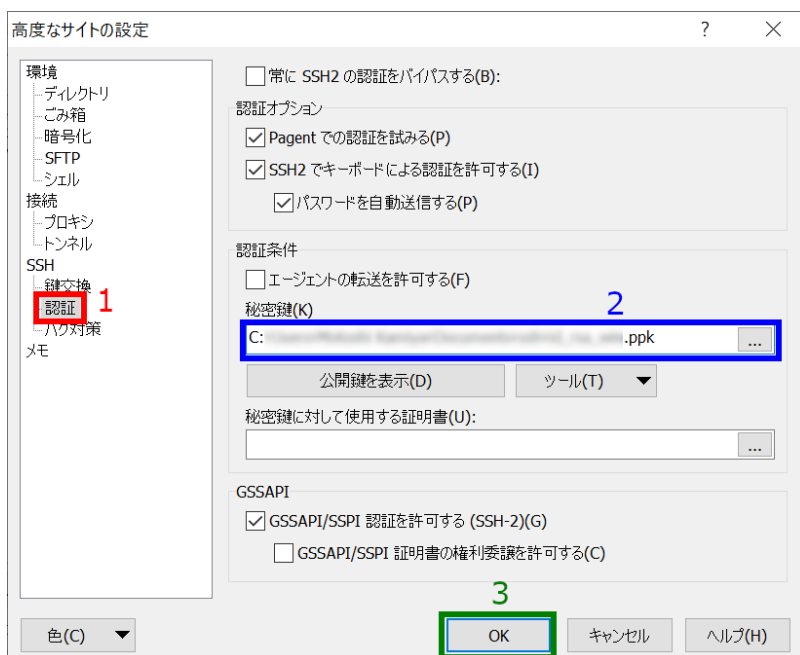 高度なサイトの設定
?
環境
ディレクトリ
ごみ箱
暗号化
SFTP
シェル
接続
プロキシ
トンネル
SSH
鍵交換
認証
1
バグ対策
メモ
常に SSH2 の認証をバイパスする(B):
認証オプション
Pagent での認証を試みる(P)
SSH2 でキーボードによる認証を許可する(I)
パスワードを自動送信する(P)
認証条件
エージェントの転送を許可する(F)
2
秘密鍵(K)
C:
.ppk
...
公開鍵を表示(D)
ツール(T)
秘密鍵に対して使用する証明書(U):
...
GSSAPI
GSSAPI/SSPI 認証を許可する (SSH-2)(G)
GSSAPI/SSPI 証明書の権利委譲を許可する(C)
3
色(C)
OK
キャンセル
ヘルプ(H)